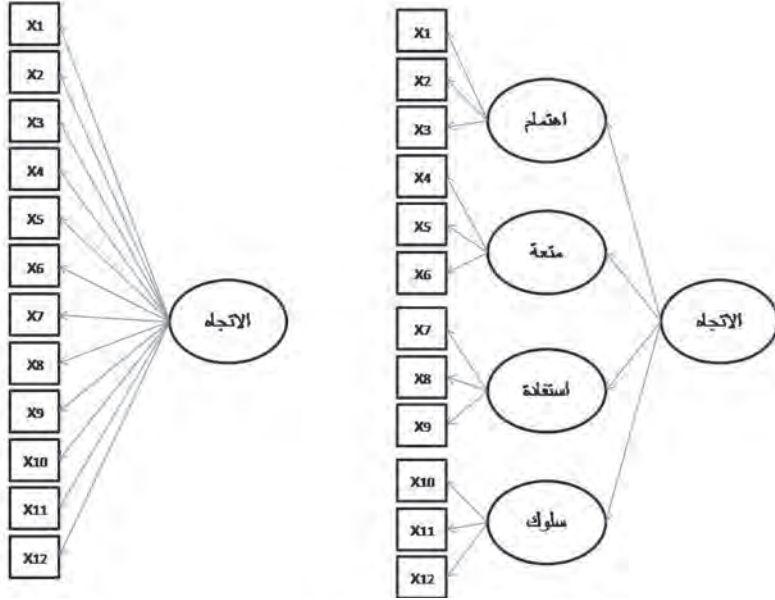 X1
X2
X3
X4
X5
X6
X7
X8
X9
X10
X11
X12
الاتجاه
X1
X2
X3
X4
X5
X6
X7
X8
X9
X10
X11
X12
اهتمام
متعة
استفادة
سلوك
الاتجاه